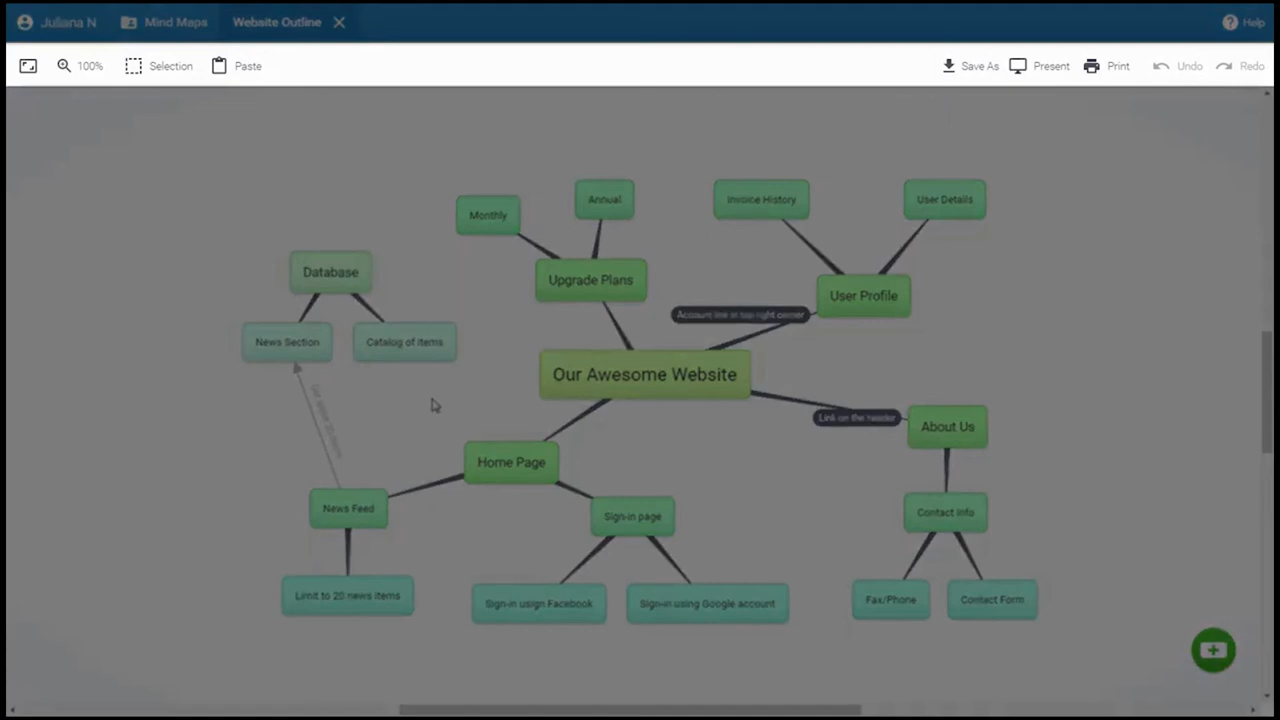 Juliana N
Mind Maps
Website Outline
Help
100%
Selection
Paste
Save As
Present
Print
Undo
Redo
Monthly
Annual
Invoice History
User Details
Database
Upgrade Plans
User Profile
Account link in top right corner
News Section
Catalog of items
Our Awesome Website
Link on the header
About Us
Home Page
News Feed
Sign-in page
Contact Info
Limit to 20 news items
Sign-in usign Facebook
Sign-in using Google account
Fax/Phone
Contact Form